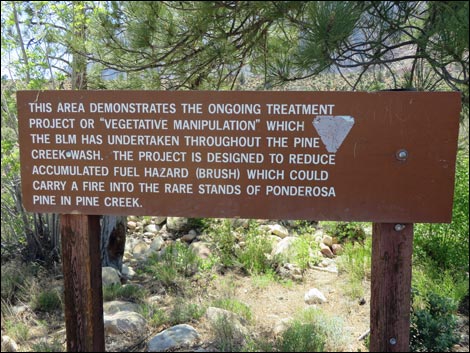 THIS AREA DEMONSTRATES THE ONGOING TREATMENT
PROJECT OR "VEGETATIVE MANIPULATION" WHICH
THE BLM HAS UNDERTAKEN THROUGHOUT THE PINE
CREEK WASH. THE PROJECT IS DESIGNED TO REDUCE
ACCUMULATED FUEL HAZARD (BRUSH) WHICH COULD
CARRY A FIRE INTO THE RARE STANDS OF PONDEROSA
PINE IN PINE CREEK.